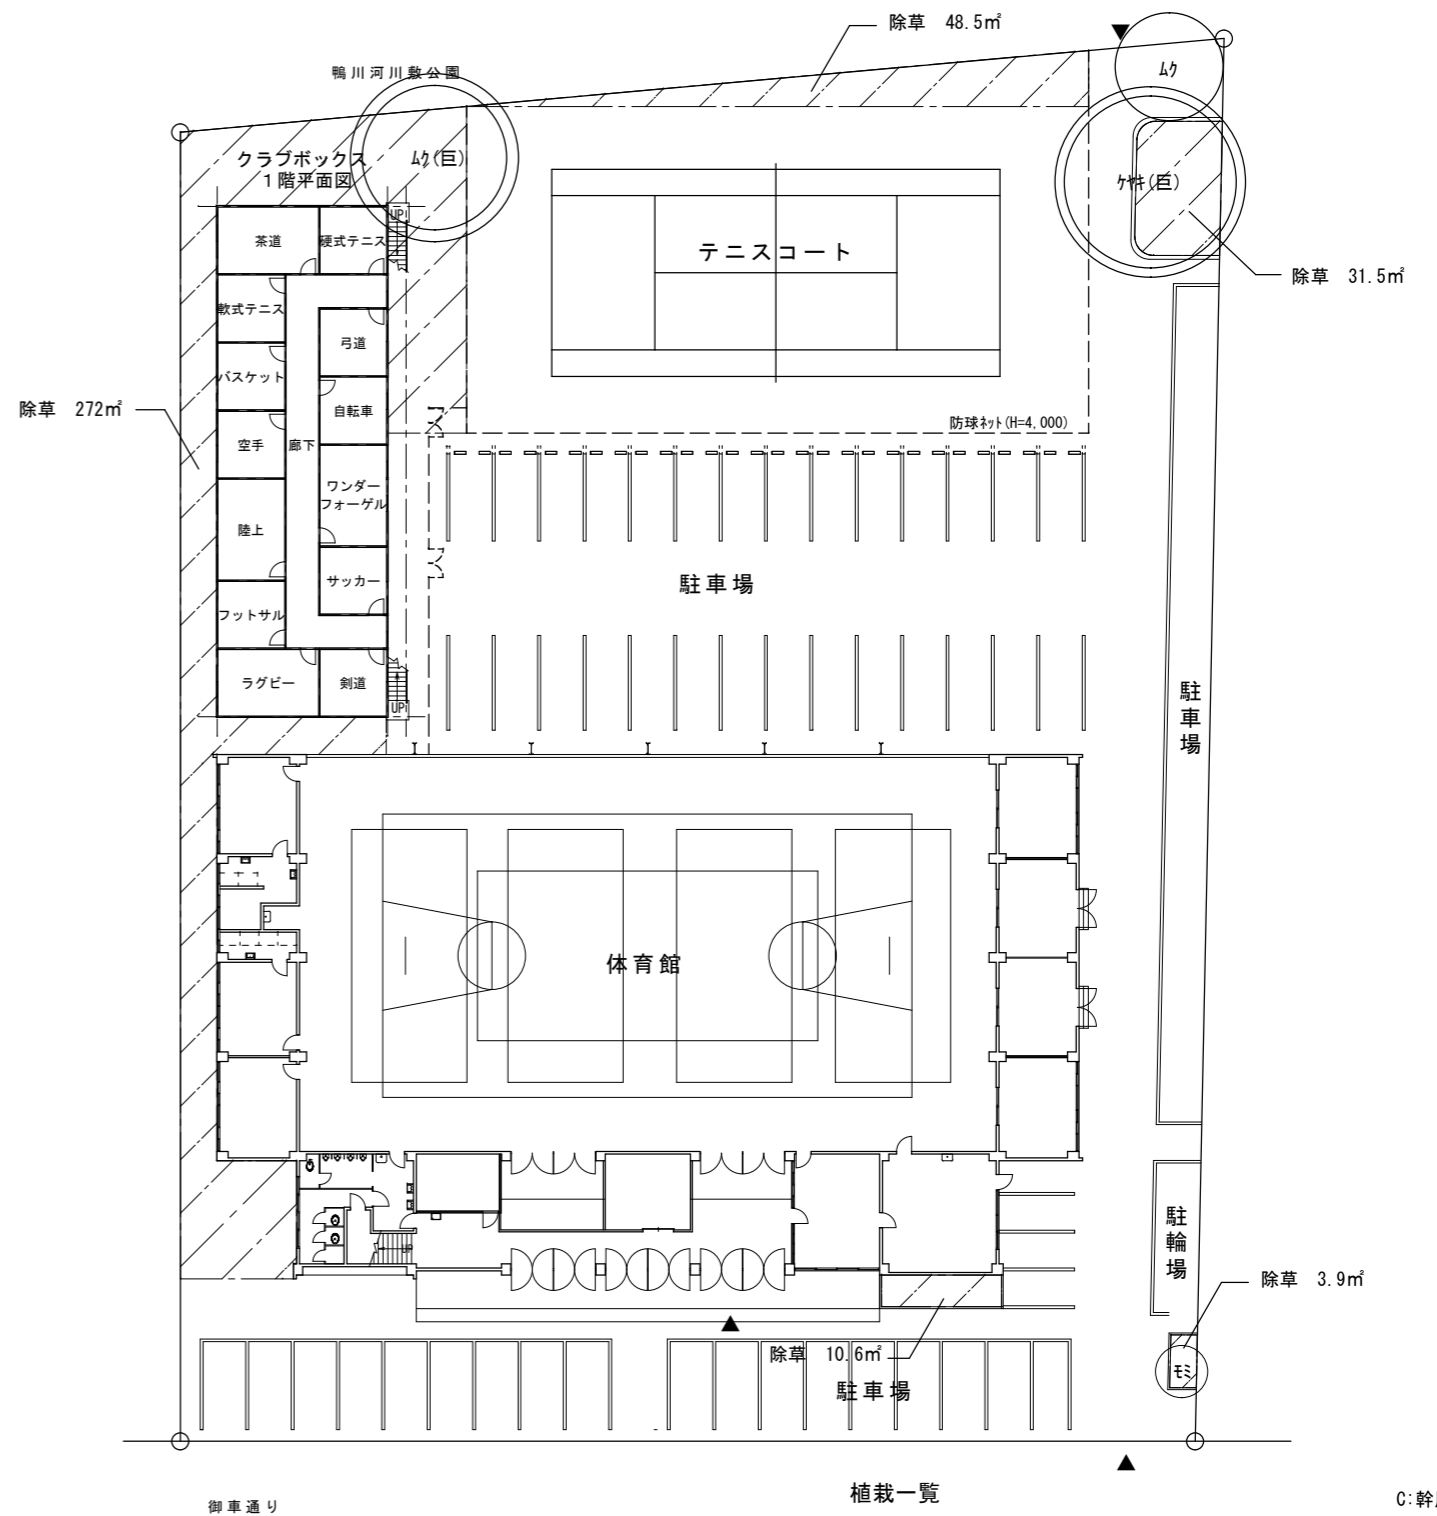 除草 48.5㎡
ムク
鴨川河川敷公園
クラブボックス
1階平面図
ムク(巨)
ケヤキ(巨)
UP
茶道
硬式テニス
テニスコート
除草 31.5㎡
軟式テニス
弓道
バスケット
自転車
除草 272㎡
防球ネット(H=4,000)
空手
廊下
ワンダー
フォーゲル
陸上
サッカー
駐車場
フットサル
ラグビー
剣道
UP
駐車場
体育館
駐輪場
UP
除草 3.9㎡
除草 10.6㎡
モミ
駐車場
植栽一覧
御車通り
C:幹